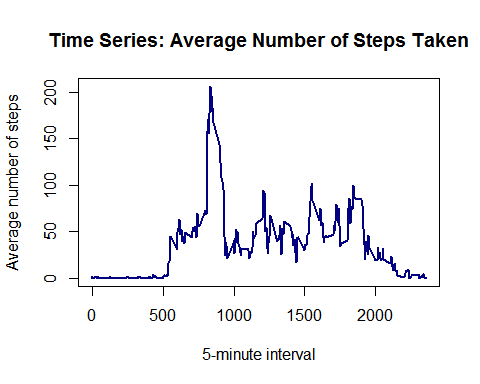 Time Series: Average Number of Steps Taken
Average number of steps
200
150
100
50
0
0 500 1000 1500 2000
5-minute interval